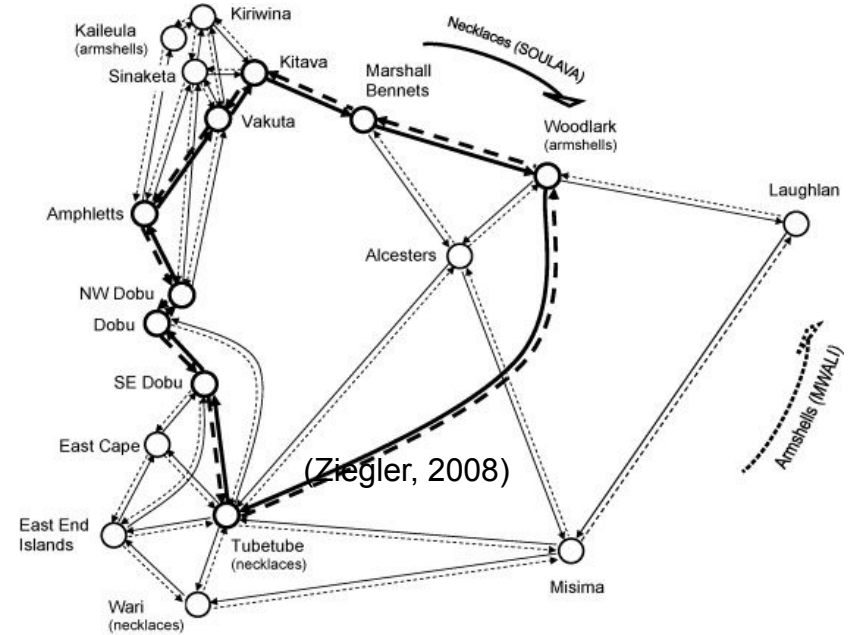 Kiriwina
Kaileula
(armshells)
Sinaketa
Kitava
Vakuta
Marshall
Bennets
Necklaces (SOULAVA)
Woodlark
(armshells)
Laughlan
Amphletts
Alcesters
NW Dobu
Dobu
SE Dobu
Armshells (MWALI)
East Cape
(Ziegler, 2008)
East End
Islands
Tubetube
(necklaces)
Misima
Wari
(necklaces)